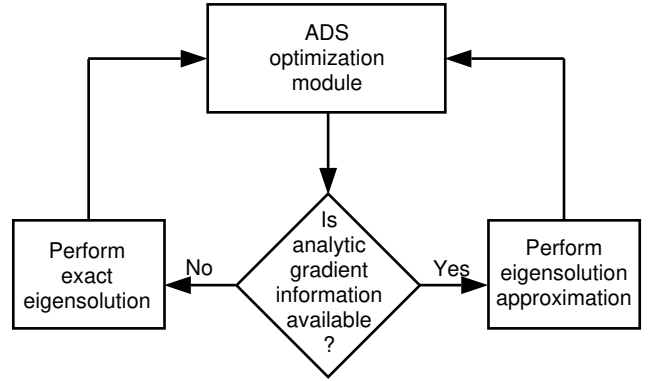 ADS
optimization
module
Is
analytic
gradient
information
available
?
No
Yes
Perform
exact
eigensolution
Perform
eigensolution
approximation